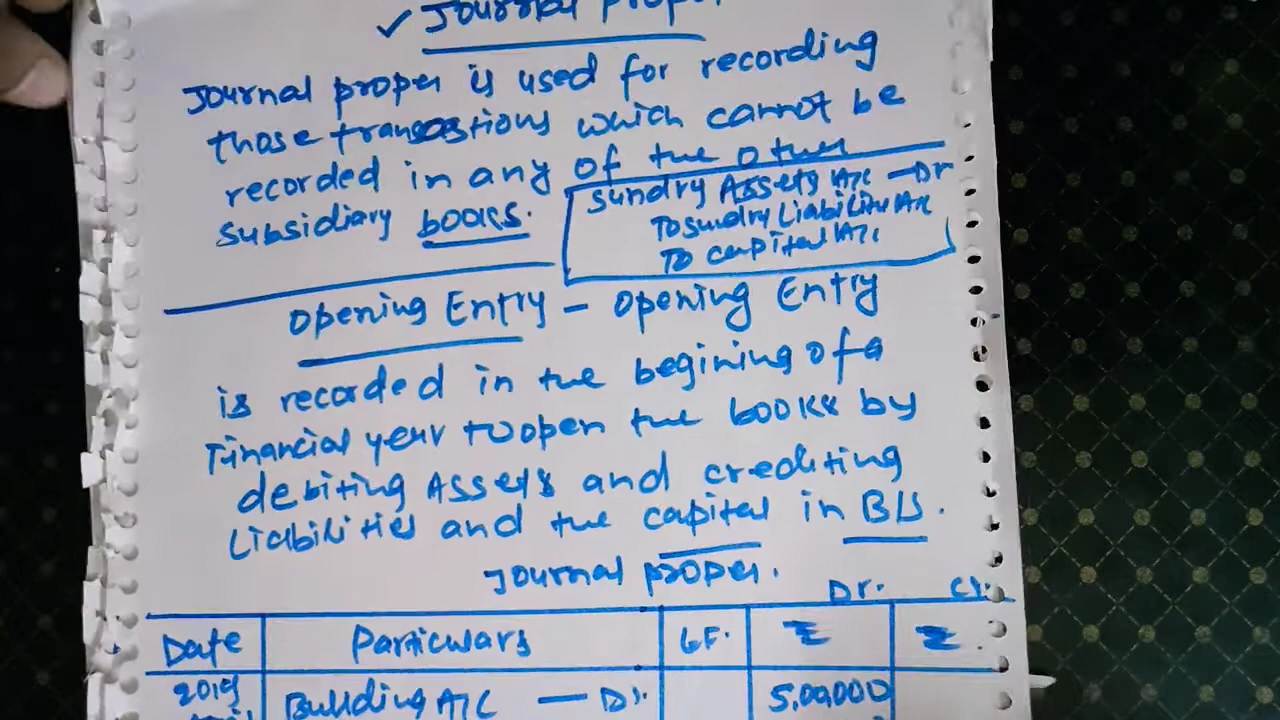 ✓ Journal Proper
Journal proper is used for recording
those transactions which cannot be
recorded in any of the other
subsidiary books.
Sundry Assets A/c — Dr
To sundry Liabilities A/c
To capital A/c
Opening Entry – Opening Entry
is recorded in the begining of a
Financial year to open the books by
debiting Assets and crediting
Liabilities and the capital in B/S.
Journal proper.
Dr. Cr.
Date Particulars L.F. ₹ ₹
2019 Building A/c — Dr. 5,00,000